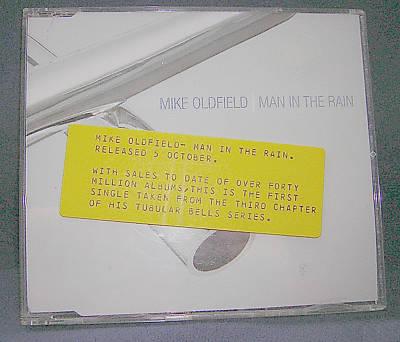 MIKE OLDFIELD MAN IN THE RAIN
MIKE OLDFIELD- MAN IN THE RAIN.
RELEASED 5 OCTOBER.
WITH SALES TO DATE OF OVER FORTY
MILLION ALBUMS,THIS IS THE FIRST
SINGLE TAKEN FROM THE THIRD CHAPTER
OF HIS TUBULAR BELLS SERIES.